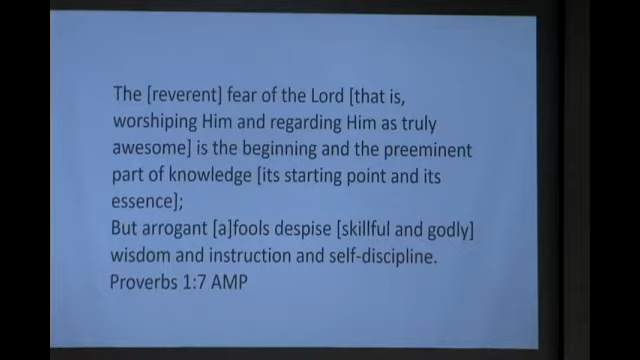 The [reverent] fear of the Lord [that is,
worshiping Him and regarding Him as truly
awesome] is the beginning and the preeminent
part of knowledge [its starting point and its
essence];
But arrogant [a]fools despise [skillful and godly]
wisdom and instruction and self-discipline.
Proverbs 1:7 AMP